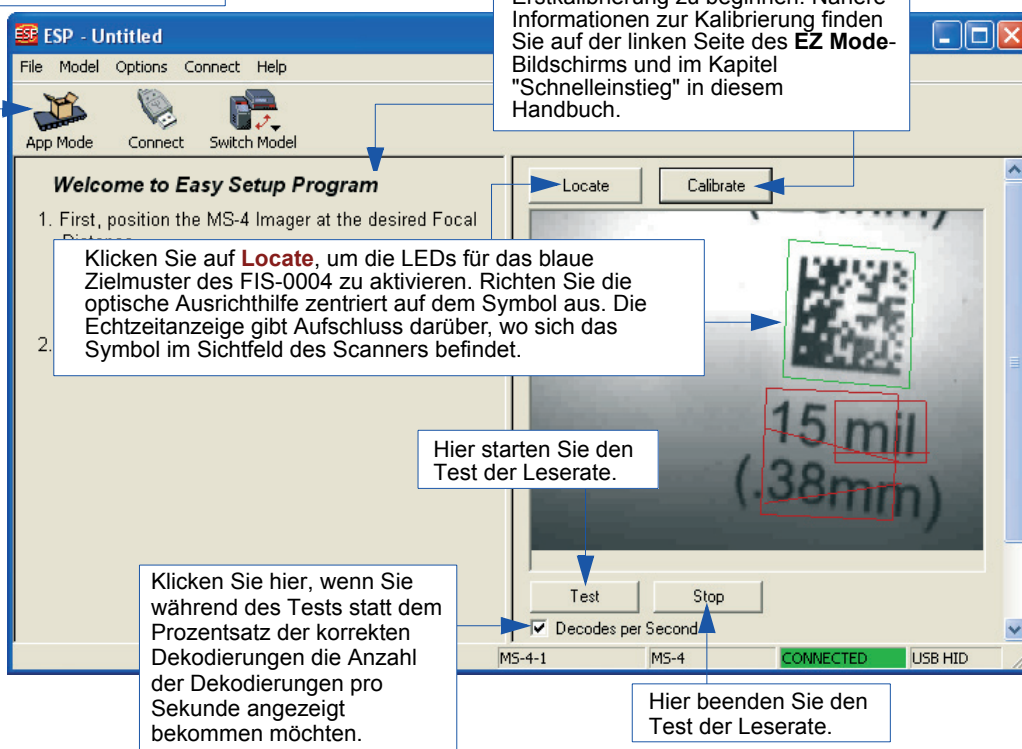 Erstkalibrierung zu beginnen. Nähere
Informationen zur Kalibrierung finden
Sie auf der linken Seite des EZ Mode-
Bildschirms und im Kapitel
"Schnelleinstieg" in diesem
Handbuch.
ESP - Untitled
File Model Options Connect Help
App Mode Connect Switch Model
Welcome to Easy Setup Program
1. First, position the MS-4 Imager at the desired Focal
Locate Calibrate
Klicken Sie auf Locate, um die LEDs für das blaue
Zielmuster des FIS-0004 zu aktivieren. Richten Sie die
optische Ausrichthilfe zentriert auf dem Symbol aus. Die
Echtzeitanzeige gibt Aufschluss darüber, wo sich das
Symbol im Sichtfeld des Scanners befindet.
2.
15 mil
(.38mm)
Hier starten Sie den
Test der Leserate.
Klicken Sie hier, wenn Sie
während des Tests statt dem
Prozentsatz der korrekten
Dekodierungen die Anzahl
der Dekodierungen pro
Sekunde angezeigt
bekommen möchten.
Test Stop
Decodes per Second
MS-4-1 MS-4 CONNECTED USB HID
Hier beenden Sie den
Test der Leserate.